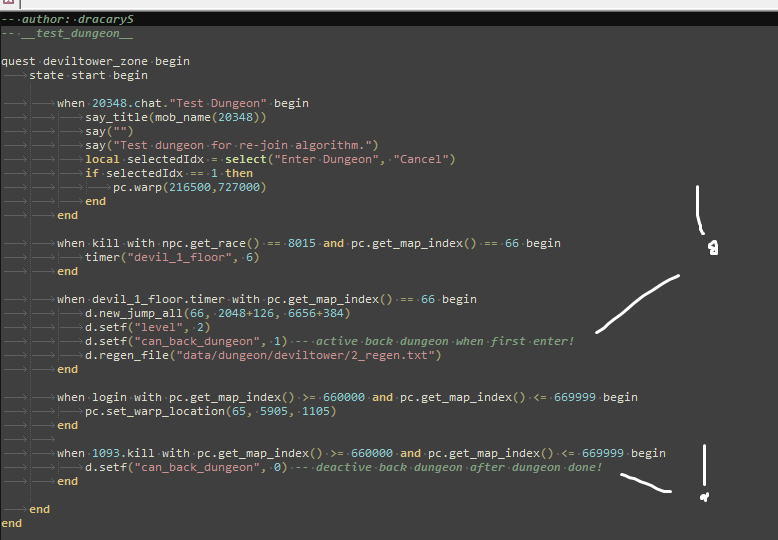 -- author: dracaryS
-- __test_dungeon__
quest deviltower_zone begin
state start begin
when 20348.chat."Test Dungeon" begin
say_title(mob_name(20348))
say("")
say("Test dungeon for re-join algorithm.")
local selectedIdx = select("Enter Dungeon", "Cancel")
if selectedIdx == 1 then
pc.warp(216500,727000)
end
end
when kill with npc.get_race() == 8015 and pc.get_map_index() == 66 begin
timer("devil_1_floor", 6)
end
when devil_1_floor.timer with pc.get_map_index() == 66 begin
d.new_jump_all(66, 2048+126, 6656+384)
d.setf("level", 2)
d.setf("can_back_dungeon", 1) -- active back dungeon when first enter!
d.regen_file("data/dungeon/deviltower/2_regen.txt")
end
when login with pc.get_map_index() >= 660000 and pc.get_map_index() <= 669999 begin
pc.set_warp_location(65, 5905, 1105)
end
when 1093.kill with pc.get_map_index() >= 660000 and pc.get_map_index() <= 669999 begin
d.setf("can_back_dungeon", 0) -- deactive back dungeon after dungeon done!
end
end
end